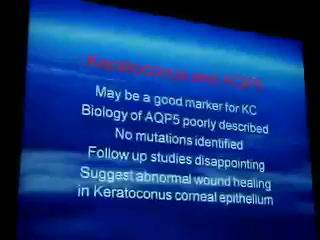 Keratoconus and AQP5
May be a good marker for KC
Biology of AQP5 poorly described
No mutations identified
Follow up studies disappointing
Suggest abnormal wound healing
in Keratoconus corneal epithelium